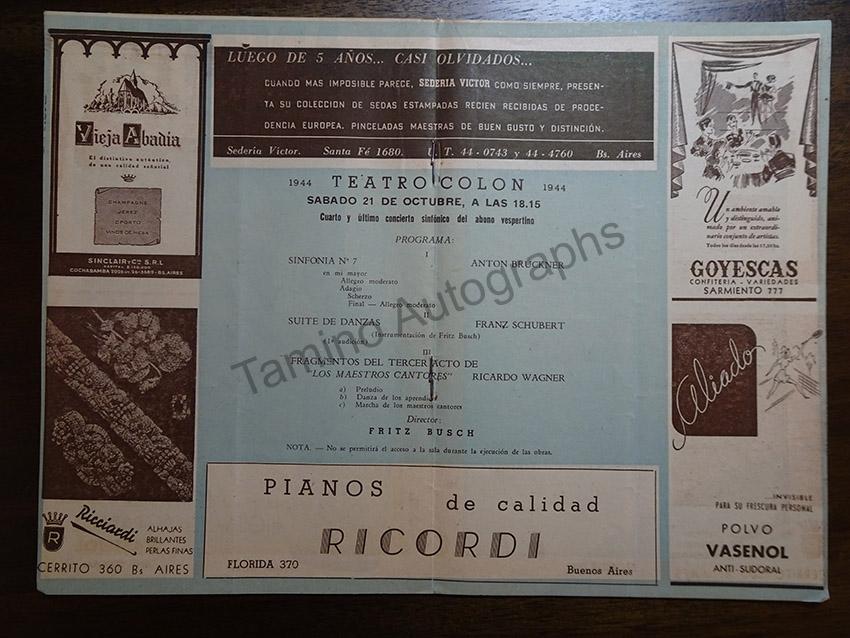 LUEGO DE 5 AÑOS... CASI OLVIDADOS...
CUANDO MAS IMPOSIBLE PARECE, SEDERIA VICTOR COMO SIEMPRE, PRESEN-
TA SU COLECCION DE SEDAS ESTAMPADAS RECIEN RECIBIDAS DE PROCE-
DENCIA EUROPEA. PINCELADAS MAESTRAS DE BUEN GUSTO Y DISTINCIÓN.
Sederia Victor. Santa Fé 1680. U. T. 44-0743 y 44-4760 Bs. Aires
Vieja Abadia
El distintivo auténtico,
de una calidad señorial
CHAMPAGNE
JEREZ
OPORTO
VINOS DE MESA
SINCLAIR y Cía S.R.L.
COCHABAMBA
BS. AIRES
Ricciardi
R
ALHAJAS
BRILLANTES
PERLAS FINAS
CERRITO 360 Bs AIRES
1944 TEATRO COLON 1944
SABADO 21 DE OCTUBRE, A LAS 18.15
Cuarto y último concierto sinfónico del abono vespertino
PROGRAMA:
I
SINFONIA Nº 7 ANTON BRUCKNER
en mi mayor
Allegro moderato
Adagio
Scherzo
Final — Allegro moderato
II
SUITE DE DANZAS FRANZ SCHUBERT
(Instrumentación de Fritz Busch)
(1ª audición)
III
FRAGMENTOS DEL TERCER ACTO DE
"LOS MAESTROS CANTORES" RICARDO WAGNER
a) Preludio
b) Danza de los aprendices
c) Marcha de los maestros cantores
Director:
FRITZ BUSCH
NOTA. — No se permitirá el acceso a la sala durante la ejecución de las obras.
PIANOS de calidad
RICORDI
FLORIDA 370 Buenos Aires
Un ambiente amable
y distinguido, ani-
mado por un extraordi-
nario conjunto de artistas.
GOYESCAS
CONFITERIA - VARIEDADES
SARMIENTO 777
Aliado
...INVISIBLE
PARA SU FRESCURA PERSONAL
POLVO
VASENOL
ANTI-SUDORAL
Tamino Autographs